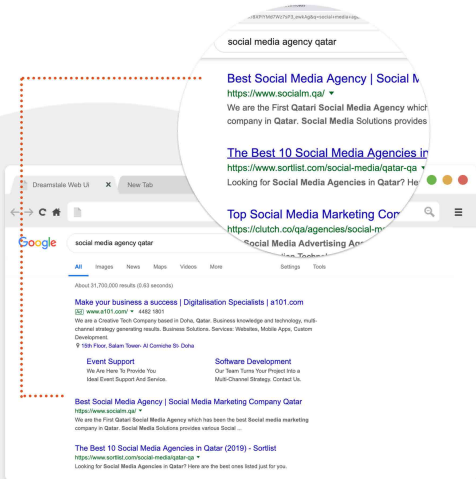 social media agency qatar
Best Social Media Agency | Social M
https://www.socialm.qa/
We are the First Qatari Social Media Agency which
company in Qatar. Social Media Solutions provides
The Best 10 Social Media Agencies in
https://www.sortlist.com/social-media/qatar-qa
Looking for Social Media Agencies in Qatar? He
Top Social Media Marketing Com
https://clutch.co/qa/agencies/social-m
Social Media Advertising Age
Dreamstale Web Ui X New Tab
Google social media agency qatar
All Images News Maps Videos More Settings Tools
About 31,700,000 results (0.63 seconds)
Make your business a success | Digitalisation Specialists | a101.com
Ad www.a101.com/ 4482 1801
We are a Creative Tech Company based in Doha, Qatar. Business knowledge and technology, multi-
channel strategy generating results. Business Solutions. Services: Websites, Mobile Apps, Custom
Development.
15th Floor, Salam Tower- Al Corniche St- Doha
Event Support Software Development
We Are Here To Provide You Our Team Turns Your Project Into a
Ideal Event Support And Service. Multi-Channel Strategy. Contact Us.
Best Social Media Agency | Social Media Marketing Company Qatar
https://www.socialm.qa/
We are the First Qatari Social Media Agency which has been the best Social media marketing
company in Qatar. Social Media Solutions provides various Social ...
The Best 10 Social Media Agencies in Qatar (2019) - Sortlist
https://www.sortlist.com/social-media/qatar-qa
Looking for Social Media Agencies in Qatar? Here are the best ones listed just for you.